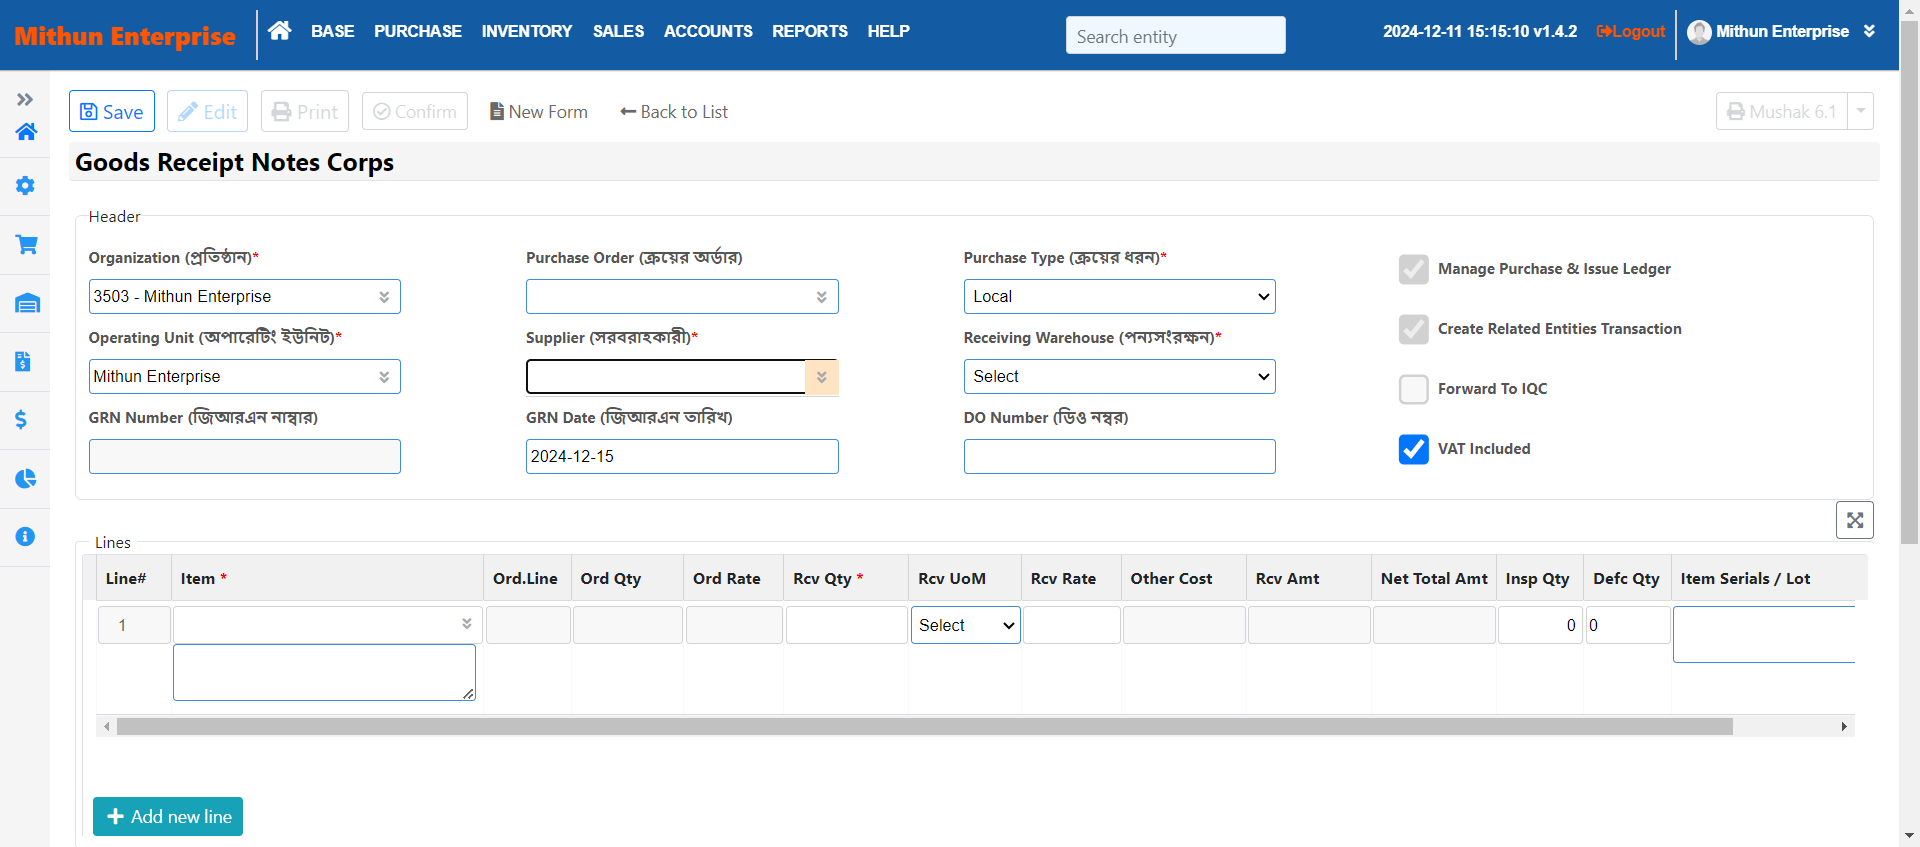 Mithun Enterprise
BASE PURCHASE INVENTORY SALES ACCOUNTS REPORTS HELP
Search entity
2024-12-11 15:15:10 v1.4.2
Logout
Mithun Enterprise
Save Edit Print Confirm New Form Back to List
Mushak 6.1
Goods Receipt Notes Corps
Header
Organization (প্রতিষ্ঠান)* Purchase Order (ক্রয়ের অর্ডার) Purchase Type (ক্রয়ের ধরন)* Manage Purchase & Issue Ledger
3503 - Mithun Enterprise Local
Create Related Entities Transaction
Operating Unit (অপারেটিং ইউনিট)* Supplier (সরবরাহকারী)* Receiving Warehouse (পন্যসংরক্ষন)*
Mithun Enterprise Select
Forward To IQC
GRN Number (জিআরএন নাম্বার) GRN Date (জিআরএন তারিখ) DO Number (ডিও নম্বর)
2024-12-15
VAT Included
Lines
Line# Item * Ord.Line Ord Qty Ord Rate Rcv Qty * Rcv UoM Rcv Rate Other Cost Rcv Amt Net Total Amt Insp Qty Defc Qty Item Serials / Lot
1 Select 0 0
Add new line